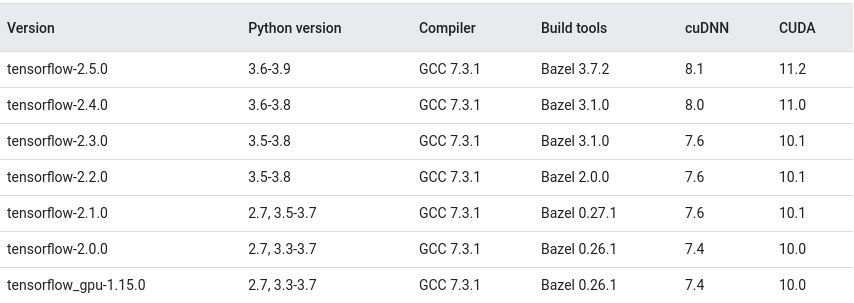 Version Python version Compiler Build tools cuDNN CUDA
tensorflow-2.5.0 3.6-3.9 GCC 7.3.1 Bazel 3.7.2 8.1 11.2
tensorflow-2.4.0 3.6-3.8 GCC 7.3.1 Bazel 3.1.0 8.0 11.0
tensorflow-2.3.0 3.5-3.8 GCC 7.3.1 Bazel 3.1.0 7.6 10.1
tensorflow-2.2.0 3.5-3.8 GCC 7.3.1 Bazel 2.0.0 7.6 10.1
tensorflow-2.1.0 2.7, 3.5-3.7 GCC 7.3.1 Bazel 0.27.1 7.6 10.1
tensorflow-2.0.0 2.7, 3.3-3.7 GCC 7.3.1 Bazel 0.26.1 7.4 10.0
tensorflow_gpu-1.15.0 2.7, 3.3-3.7 GCC 7.3.1 Bazel 0.26.1 7.4 10.0